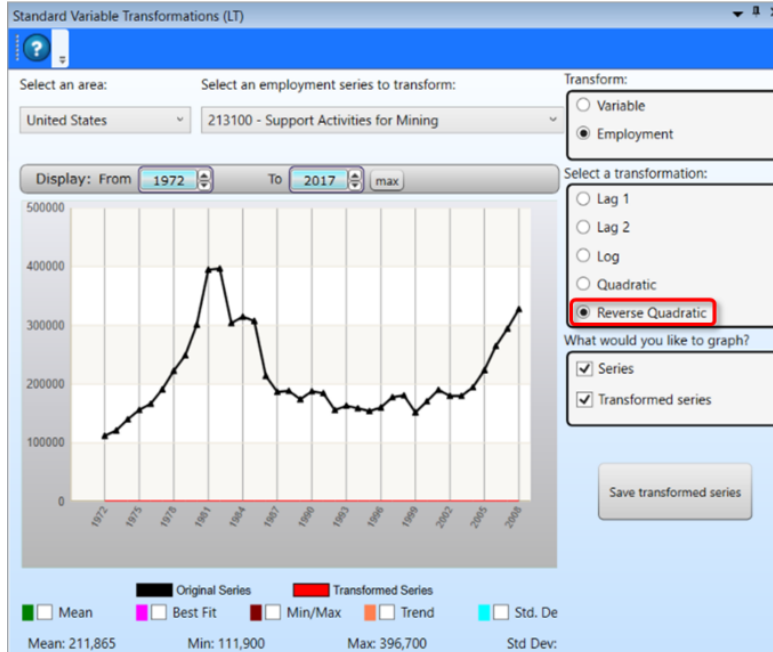 Standard Variable Transformations (LT)
?
Select an area:
Select an employment series to transform:
United States
213100 - Support Activities for Mining
Transform:
Variable
Employment
Display: From 1972 To 2017 max
Select a transformation:
Lag 1
Lag 2
Log
Quadratic
Reverse Quadratic
What would you like to graph?
Series
Transformed series
Save transformed series
500000
400000
300000
200000
100000
0
1972 1975 1978 1981 1984 1987 1990 1993 1996 1999 2002 2005 2008
Original Series Transformed Series
Mean Best Fit Min/Max Trend Std. De
Mean: 211,865 Min: 111,900 Max: 396,700 Std Dev: